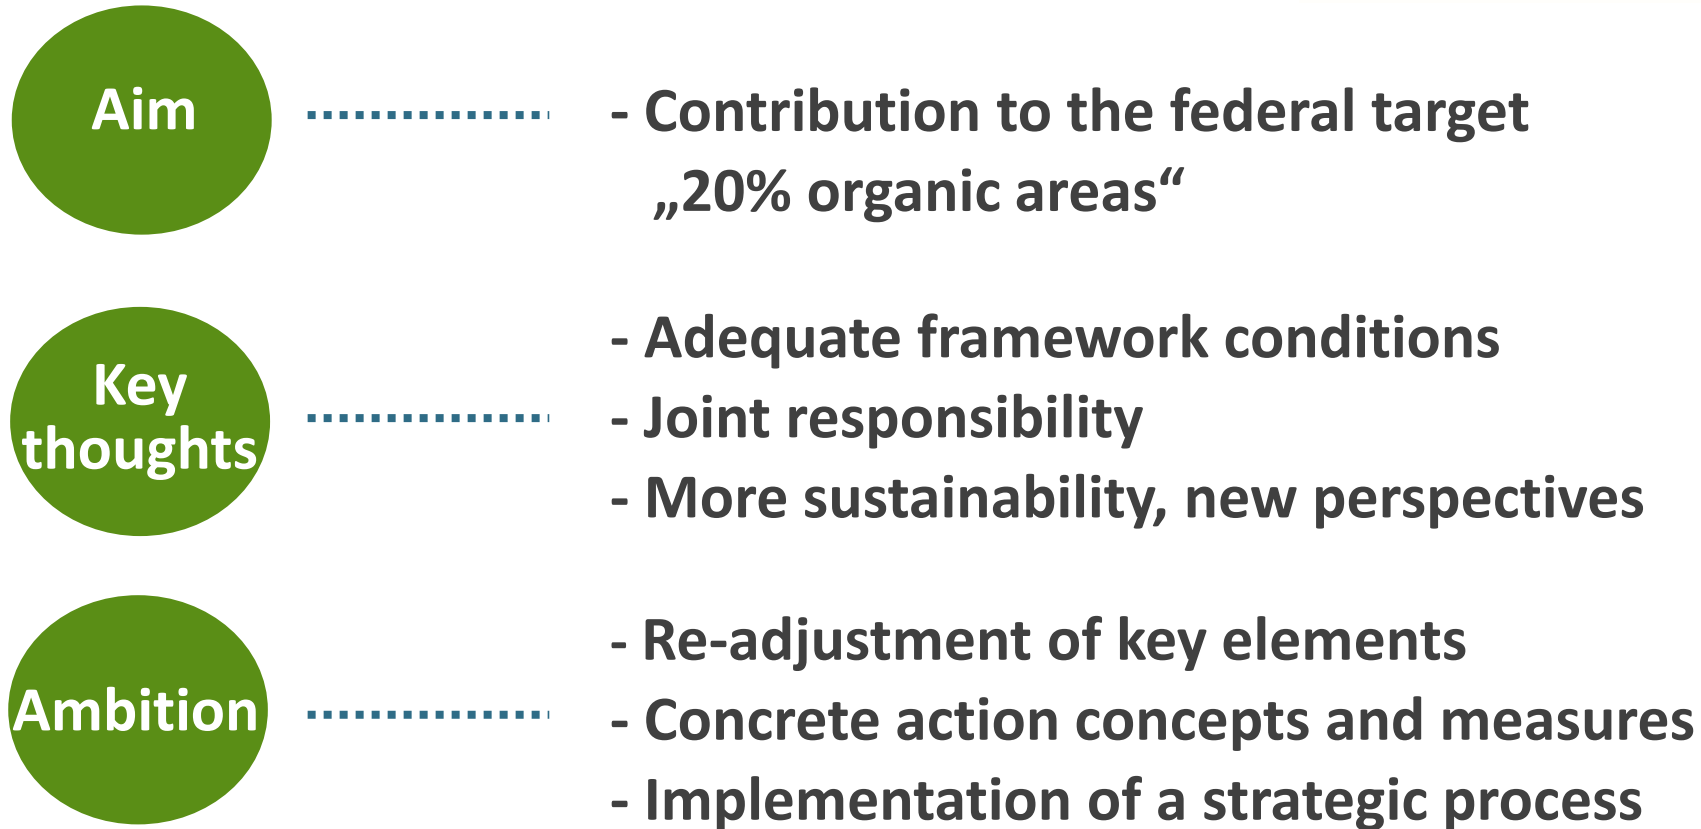 Aim
- Contribution to the federal target
„20% organic areas“
Key
thoughts
- Adequate framework conditions
- Joint responsibility
- More sustainability, new perspectives
Ambition
- Re-adjustment of key elements
- Concrete action concepts and measures
- Implementation of a strategic process